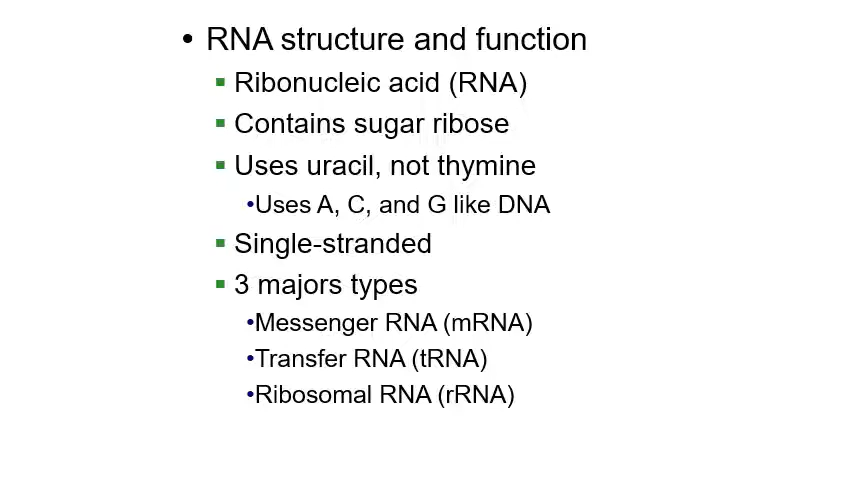 • RNA structure and function
▪ Ribonucleic acid (RNA)
▪ Contains sugar ribose
▪ Uses uracil, not thymine
•Uses A, C, and G like DNA
▪ Single-stranded
▪ 3 majors types
•Messenger RNA (mRNA)
•Transfer RNA (tRNA)
•Ribosomal RNA (rRNA)